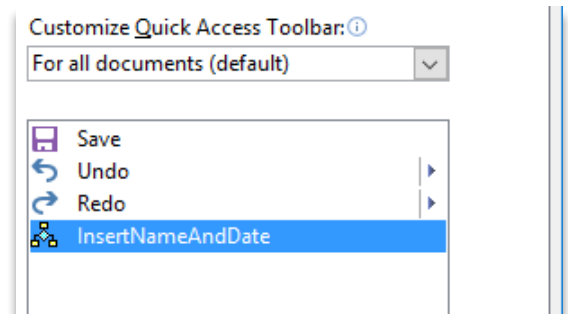 Customize Quick Access Toolbar:
For all documents (default)
Save
Undo
Redo
InsertNameAndDate